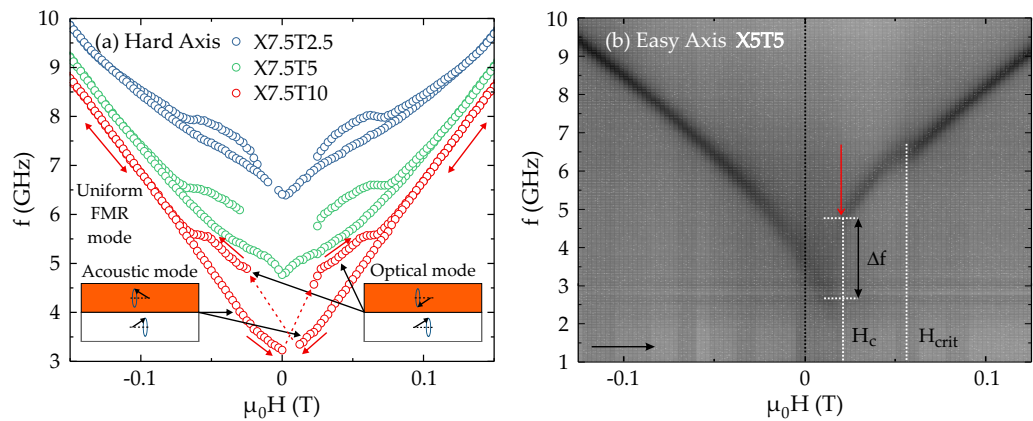 (a) Hard Axis
X7.5T2.5
X7.5T5
X7.5T10
Uniform
FMR
mode
Acoustic mode
Optical mode
10
9
8
7
6
5
4
3
f (GHz)
-0.1
0
0.1
μ₀H (T)
(b) Easy Axis X5T5
Δf
H_c
H_crit
10
9
8
7
6
5
4
3
2
1
f (GHz)
-0.1
0
0.1
μ₀H (T)